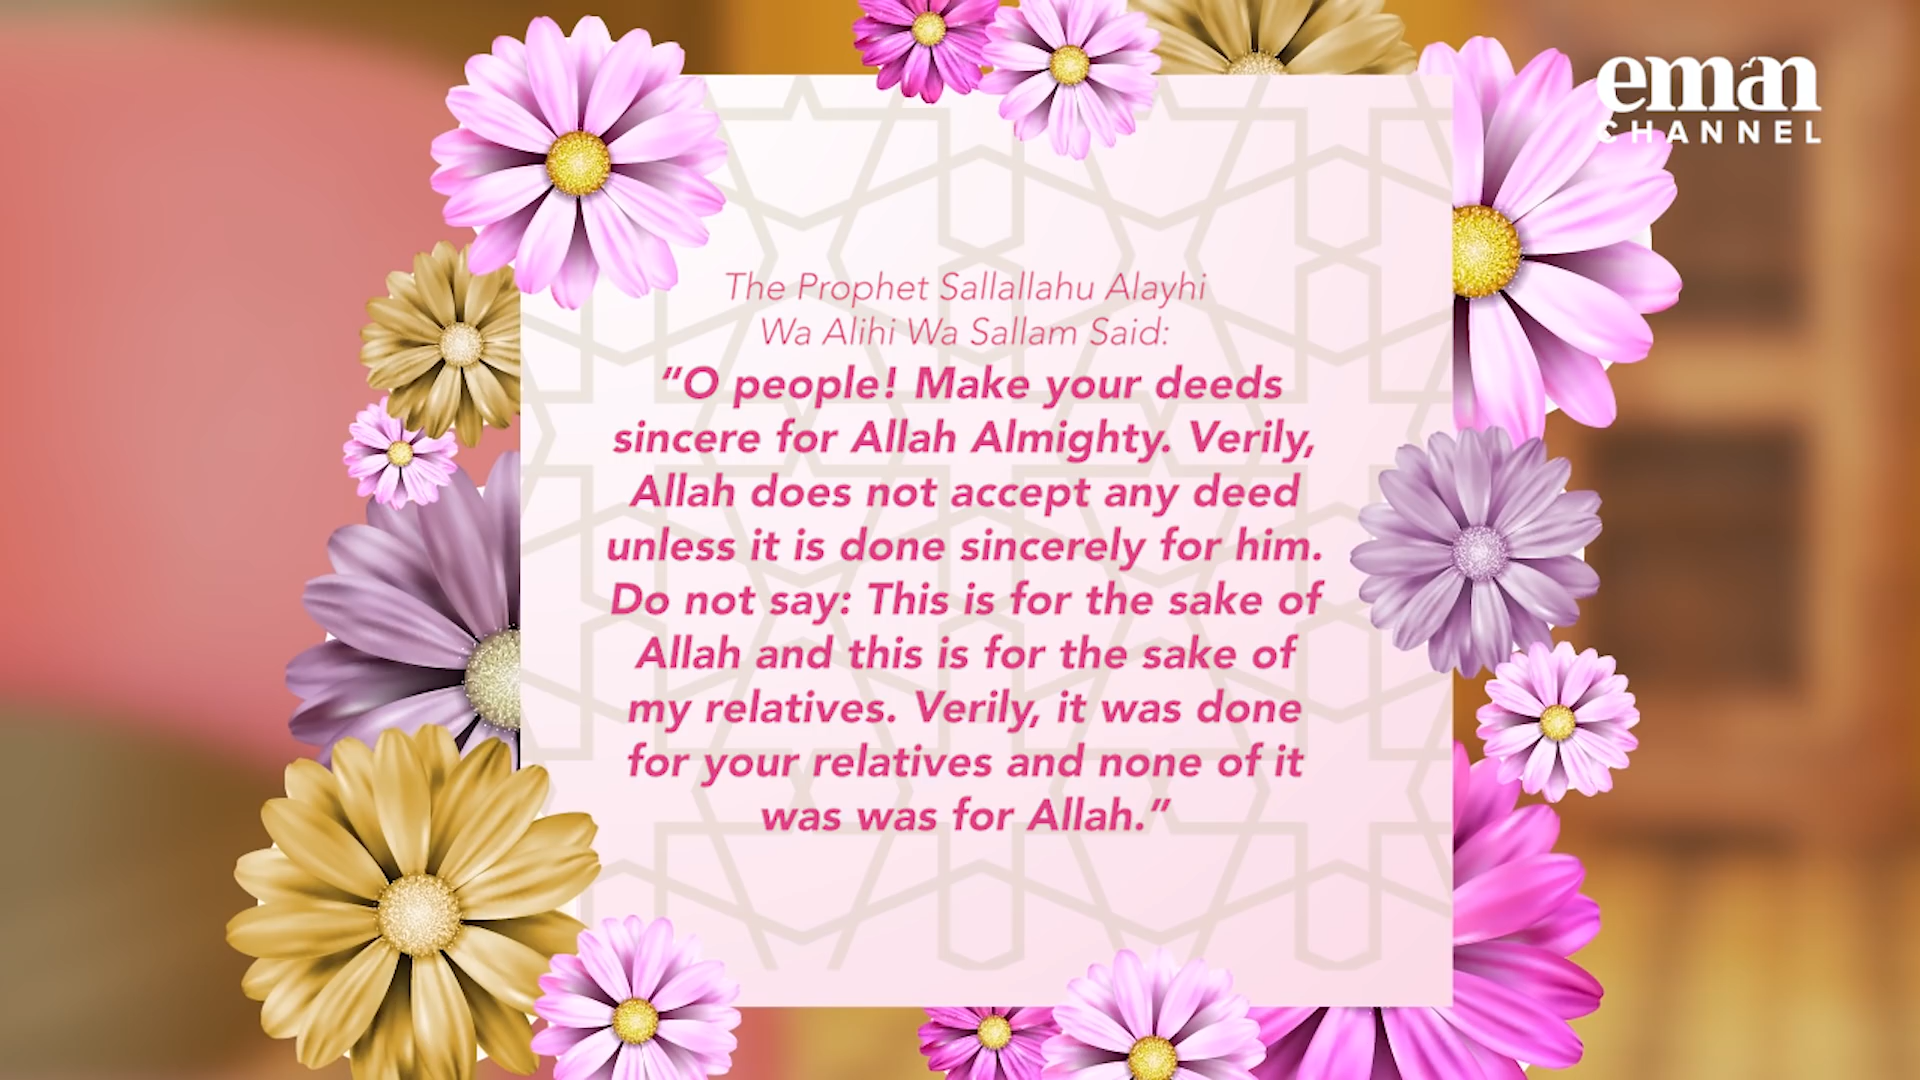 eman
CHANNEL
The Prophet Sallallahu Alayhi
Wa Alihi Wa Sallam Said:
“O people! Make your deeds
sincere for Allah Almighty. Verily,
Allah does not accept any deed
unless it is done sincerely for him.
Do not say: This is for the sake of
Allah and this is for the sake of
my relatives. Verily, it was done
for your relatives and none of it
was was for Allah.”